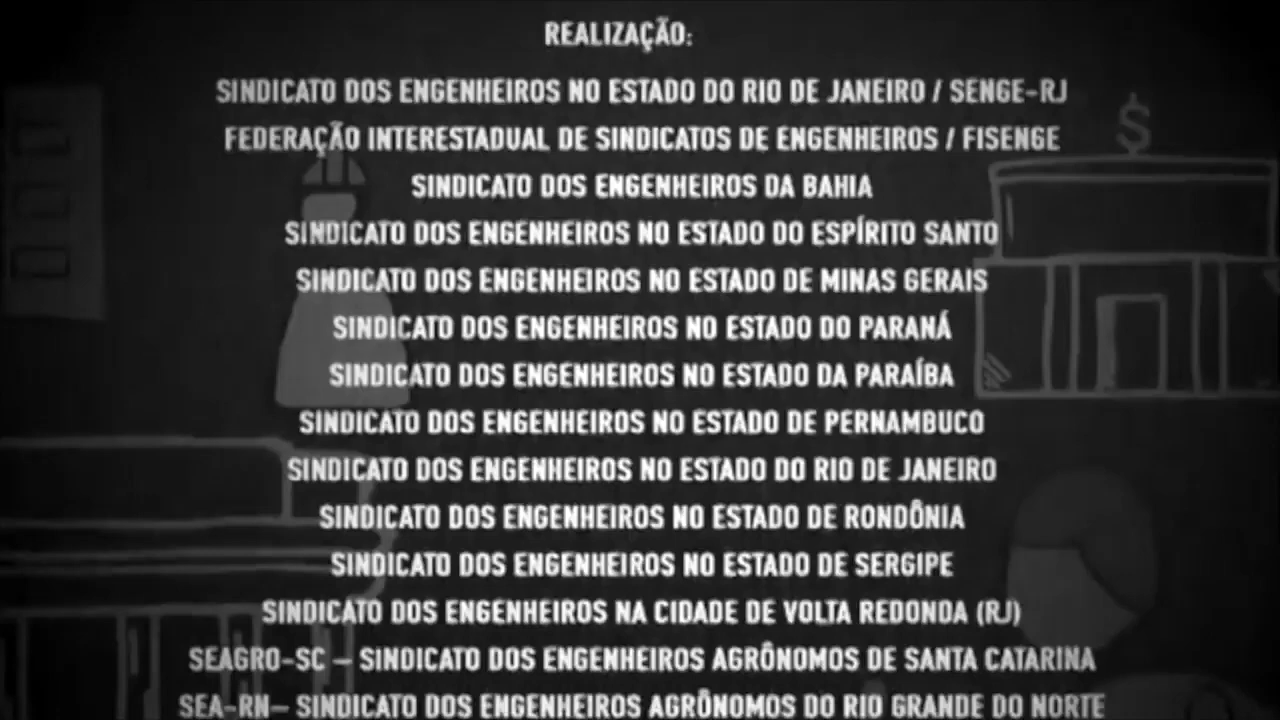 REALIZAÇÃO:
SINDICATO DOS ENGENHEIROS NO ESTADO DO RIO DE JANEIRO / SENGE-RJ
FEDERAÇÃO INTERESTADUAL DE SINDICATOS DE ENGENHEIROS / FISENGE
SINDICATO DOS ENGENHEIROS DA BAHIA
SINDICATO DOS ENGENHEIROS NO ESTADO DO ESPÍRITO SANTO
SINDICATO DOS ENGENHEIROS NO ESTADO DE MINAS GERAIS
SINDICATO DOS ENGENHEIROS NO ESTADO DO PARANÁ
SINDICATO DOS ENGENHEIROS NO ESTADO DA PARAÍBA
SINDICATO DOS ENGENHEIROS NO ESTADO DE PERNAMBUCO
SINDICATO DOS ENGENHEIROS NO ESTADO DO RIO DE JANEIRO
SINDICATO DOS ENGENHEIROS NO ESTADO DE RONDÔNIA
SINDICATO DOS ENGENHEIROS NO ESTADO DE SERGIPE
SINDICATO DOS ENGENHEIROS NA CIDADE DE VOLTA REDONDA (RJ)
SEAGRO-SC – SINDICATO DOS ENGENHEIROS AGRÔNOMOS DE SANTA CATARINA
SEA-RN– SINDICATO DOS ENGENHEIROS AGRÔNOMOS DO RIO GRANDE DO NORTE
$